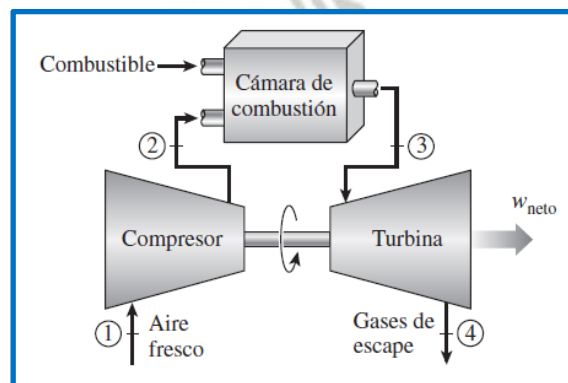 Combustible
Cámara de
combustión
②
③
w neto
Compresor
Turbina
①
Aire
fresco
Gases de
escape
④